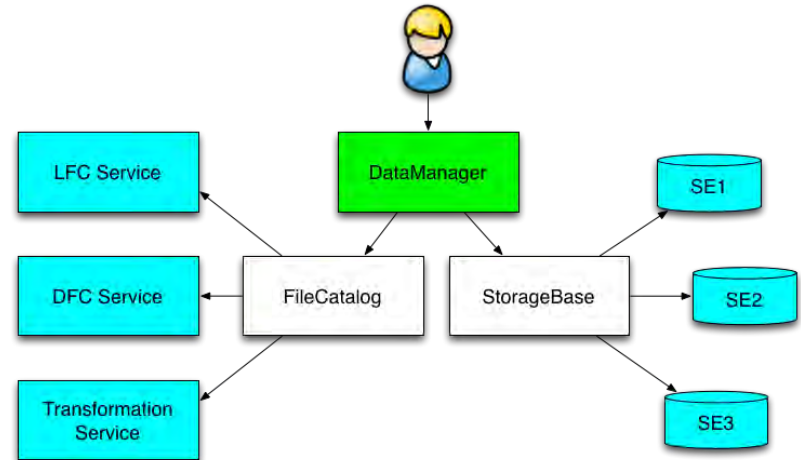 DataManager
LFC Service
SE1
DFC Service
FileCatalog
StorageBase
SE2
Transformation
Service
SE3